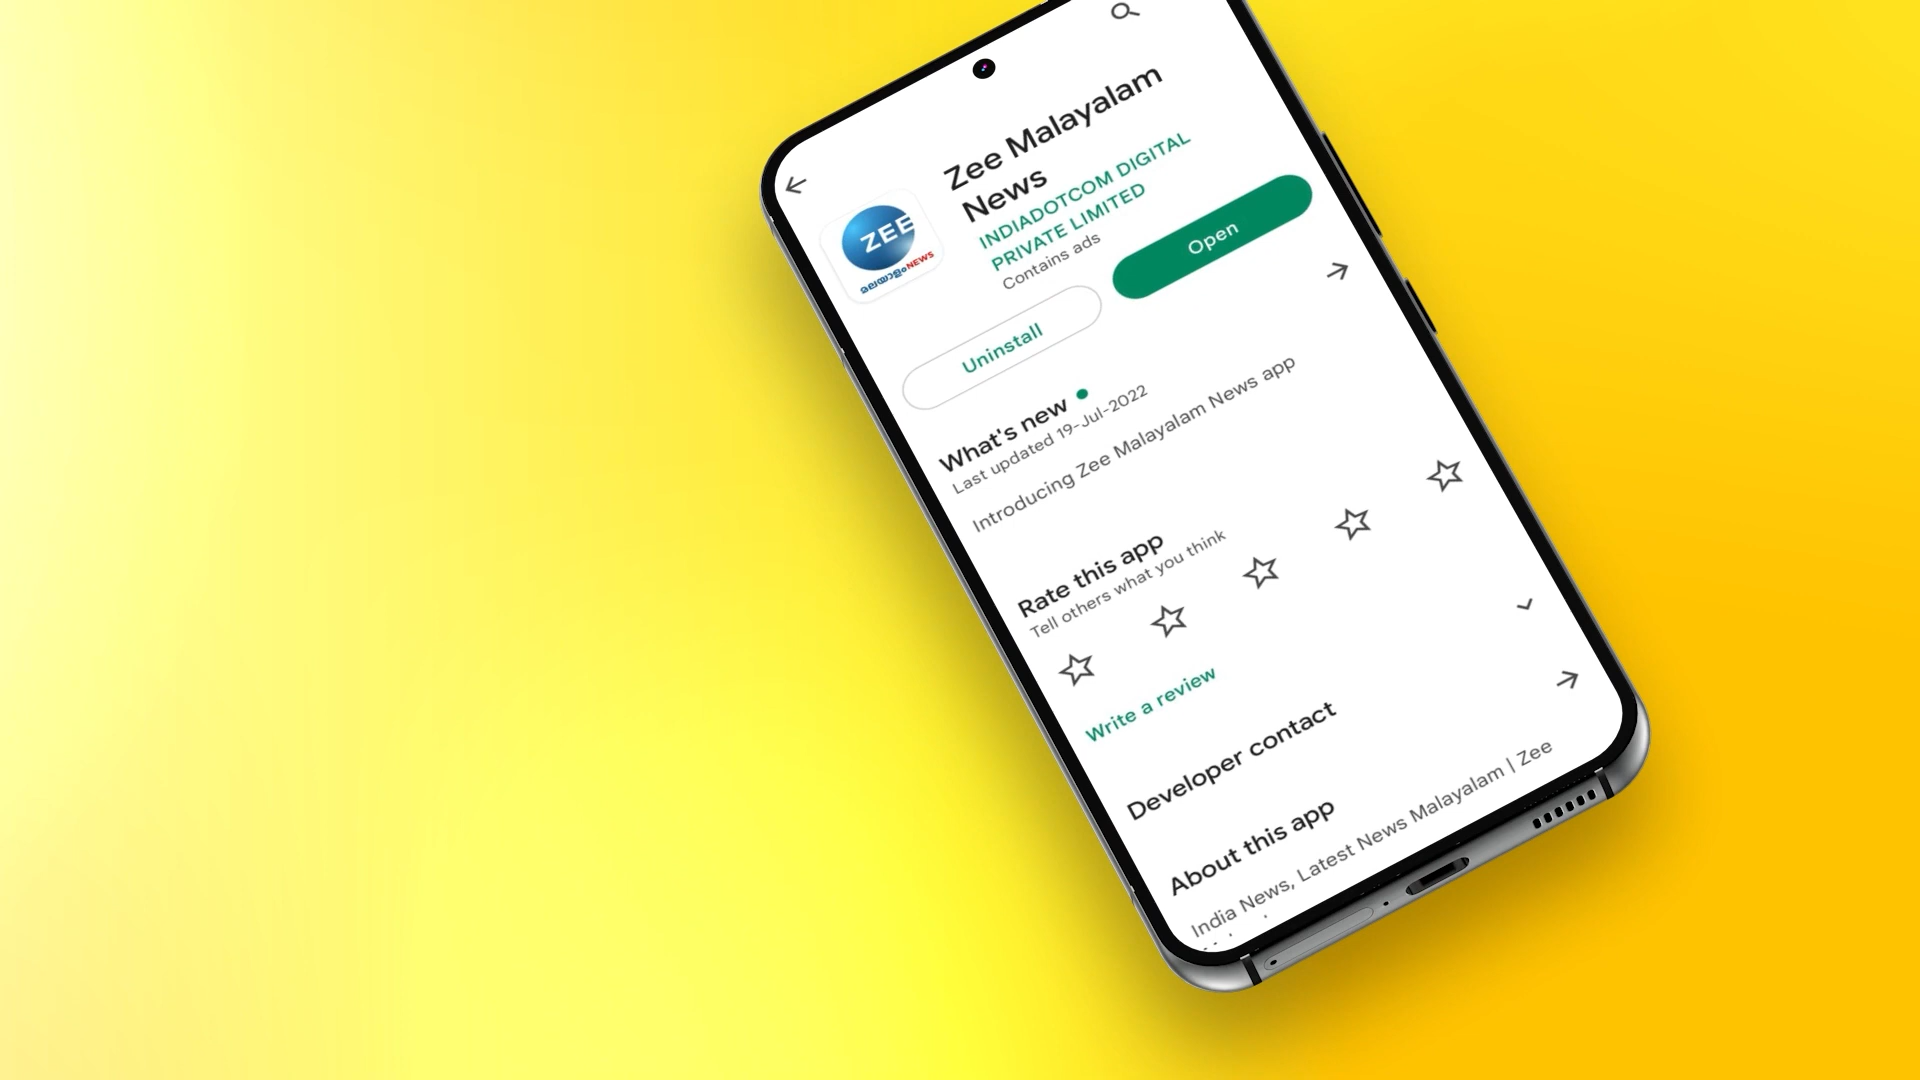 ZEE
മലയാളംNEWS
Zee Malayalam
News
INDIADOTCOM DIGITAL
PRIVATE LIMITED
Contains ads
Uninstall
Open
What's new
Last updated 19-Jul-2022
Introducing Zee Malayalam News app
Rate this app
Tell others what you think
Write a review
Developer contact
About this app
India News, Latest News Malayalam | Zee